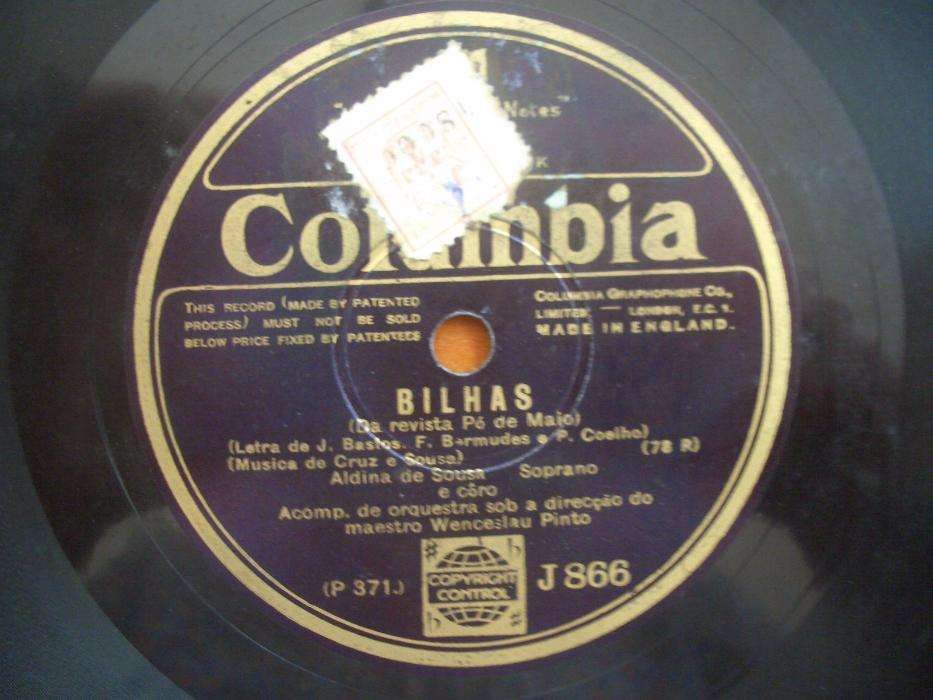 Notes"
Columbia
THIS RECORD (MADE BY PATENTED
PROCESS) MUST NOT BE SOLD
BELOW PRICE FIXED BY PATENTEES
COLUMBIA GRAPHOPHONE CO.,
LIMITED, — LONDON, E.C. 1.
MADE IN ENGLAND.
BILHAS
(Da revista Pó de Maio)
(Letra de J. Bastos, F. Bermudes e P. Coelho)
(78 R)
(Musica de Cruz e Sousa)
Aldina de Sousa Soprano
e côro
Acomp. de orquestra sob a direcção do
maestro Wenceslau Pinto
(P 371.)
COPYRIGHT
CONTROL
J 866